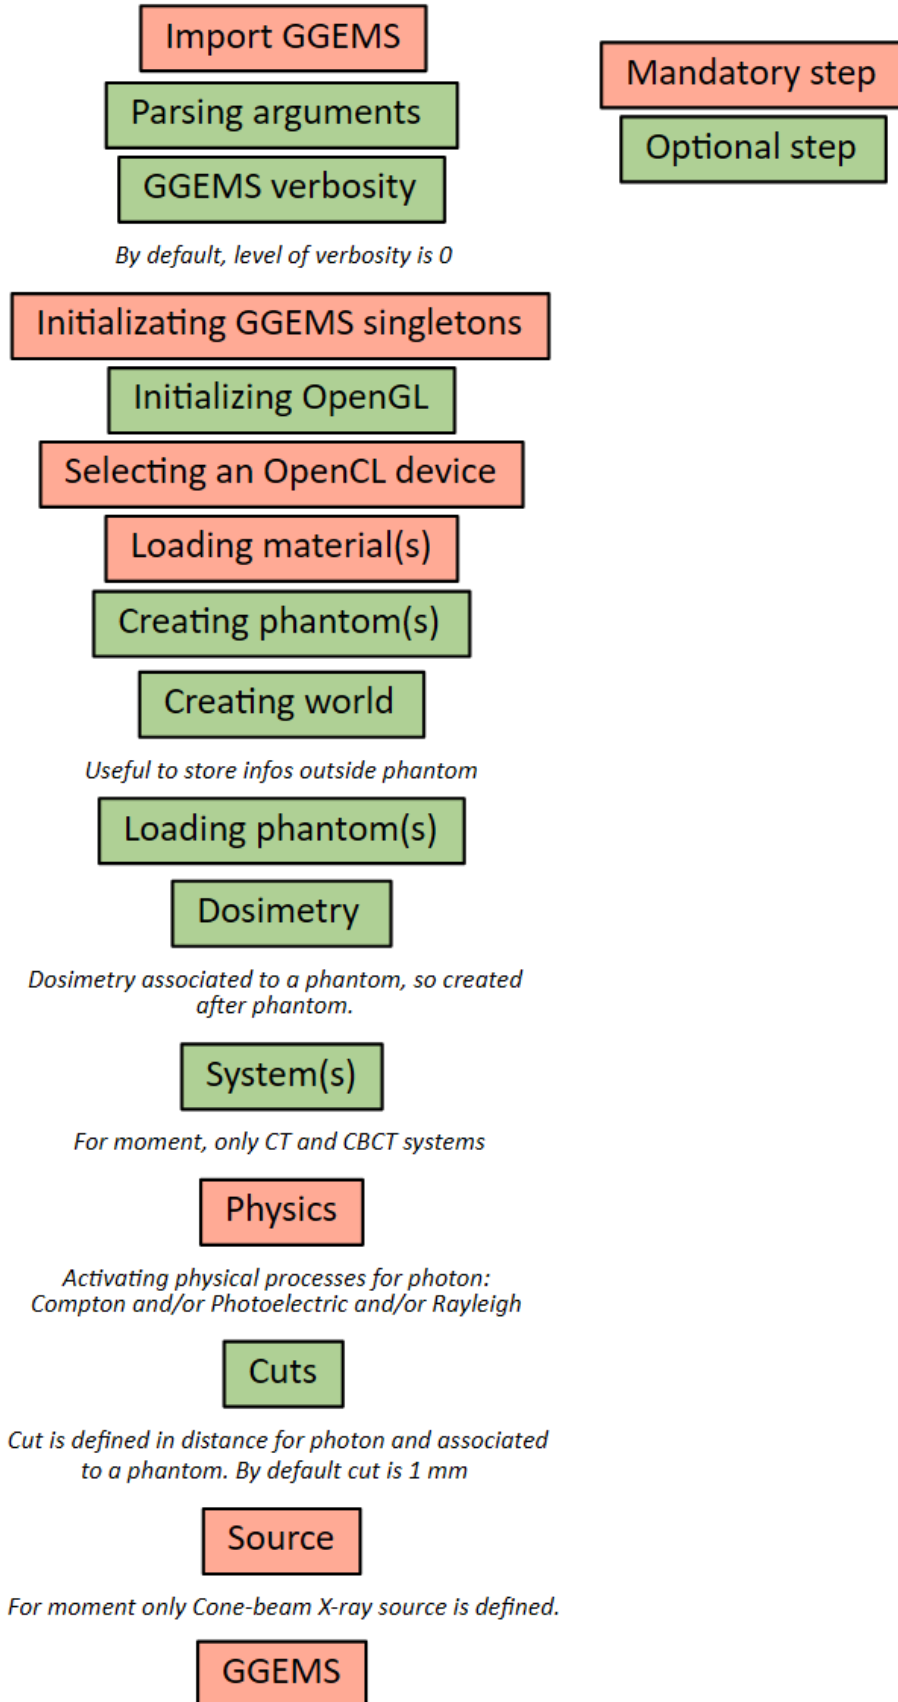 Import GGEMS
Mandatory step
Parsing arguments
Optional step
GGEMS verbosity
By default, level of verbosity is 0
Initializating GGEMS singletons
Initializing OpenGL
Selecting an OpenCL device
Loading material(s)
Creating phantom(s)
Creating world
Useful to store infos outside phantom
Loading phantom(s)
Dosimetry
Dosimetry associated to a phantom, so created
after phantom.
System(s)
For moment, only CT and CBCT systems
Physics
Activating physical processes for photon:
Compton and/or Photoelectric and/or Rayleigh
Cuts
Cut is defined in distance for photon and associated
to a phantom. By default cut is 1 mm
Source
For moment only Cone-beam X-ray source is defined.
GGEMS